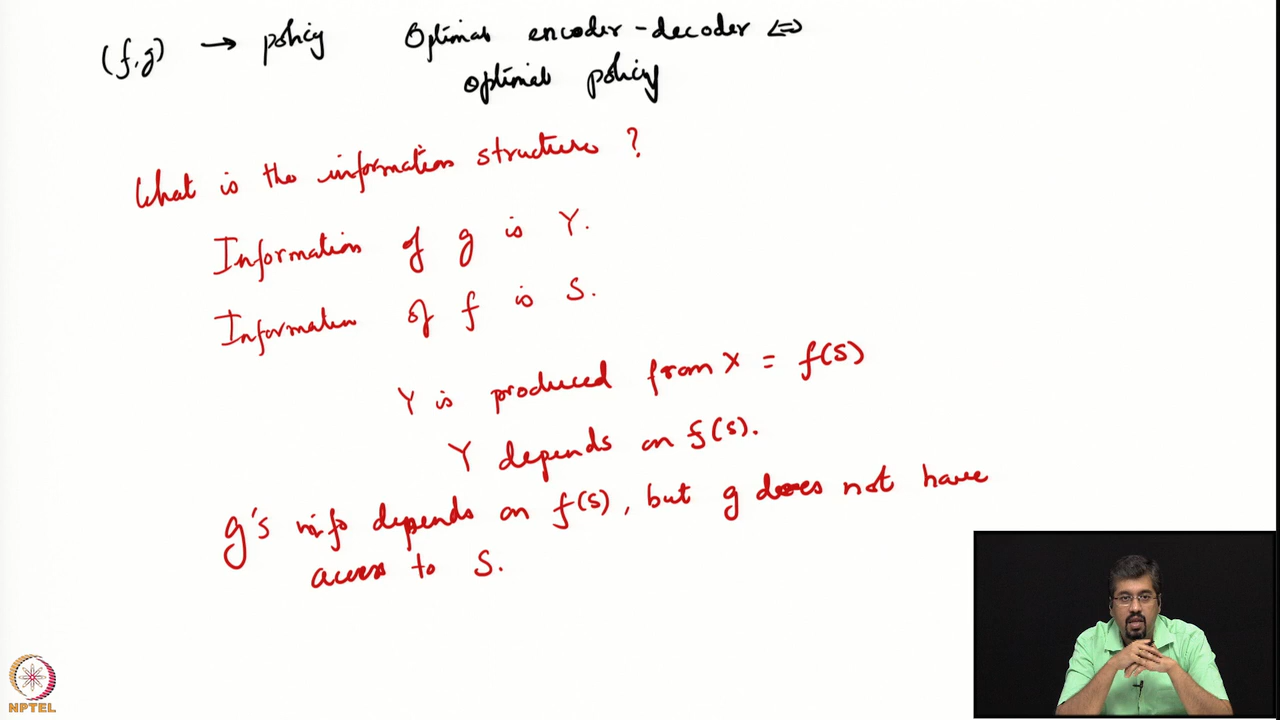 (f,g) → policy Optimal encoder-decoder ⇔
optimal policy
What is the information structure ?
Information of g is Y.
Information of f is S.
Y is produced from X = f(S)
Y depends on f(S).
g's info depends on f(S), but g does not have
access to S.
NPTEL